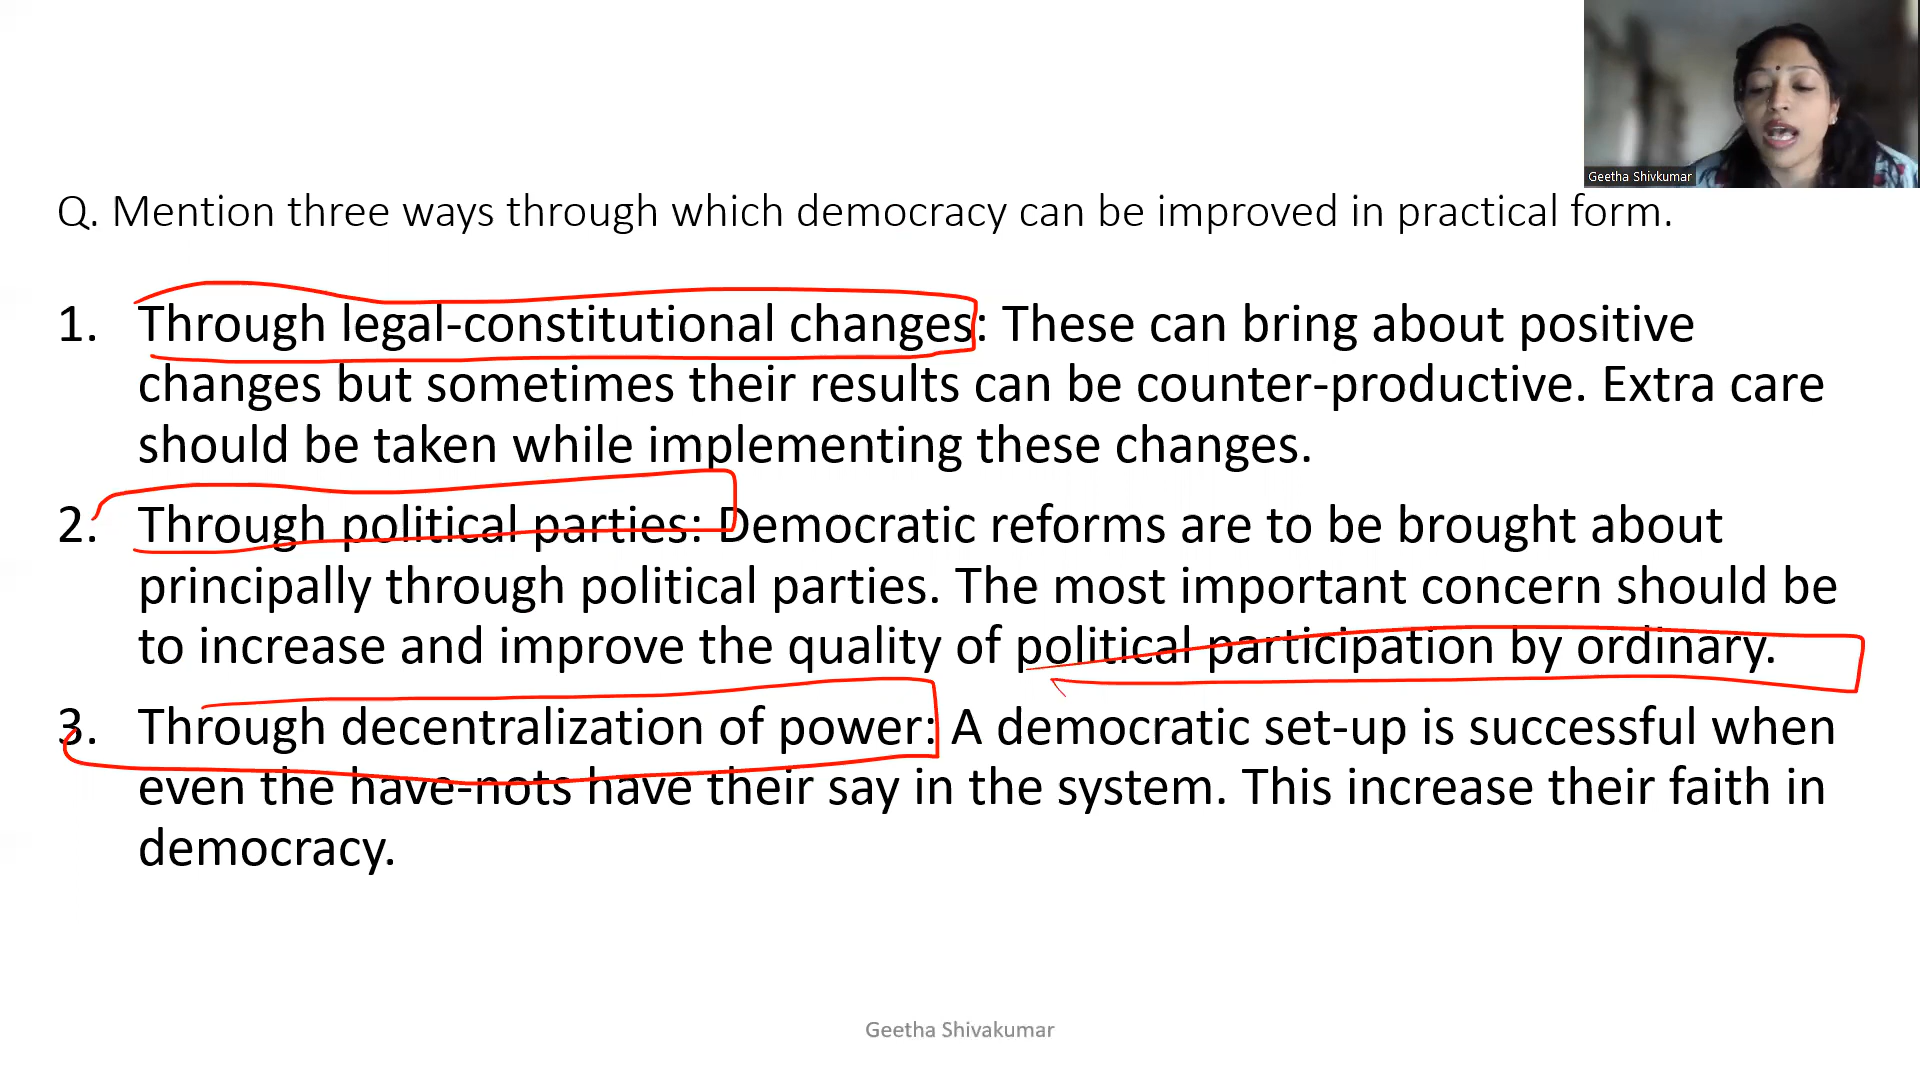 Geetha Shivkumar
Q. Mention three ways through which democracy can be improved in practical form.
1. Through legal-constitutional changes: These can bring about positive
changes but sometimes their results can be counter-productive. Extra care
should be taken while implementing these changes.
2. Through political parties: Democratic reforms are to be brought about
principally through political parties. The most important concern should be
to increase and improve the quality of political participation by ordinary.
3. Through decentralization of power: A democratic set-up is successful when
even the have-nots have their say in the system. This increase their faith in
democracy.
Geetha Shivakumar